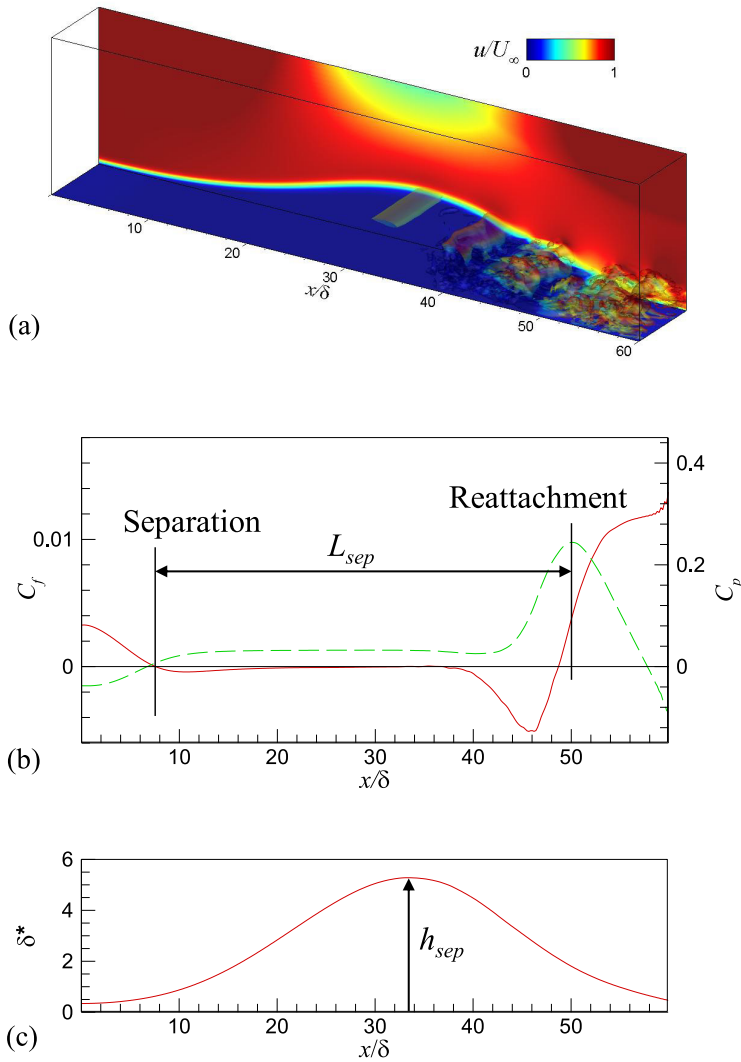 u/U∞
0 1
10
20
30
x/δ
40
50
60
(a)
Separation
Reattachment
L_sep
C_f
0.01
0
C_p
0.4
0.2
0
10 20 30 40 50
x/δ
(b)
6
4
2
0
δ*
h_sep
10 20 30 40 50
x/δ
(c)